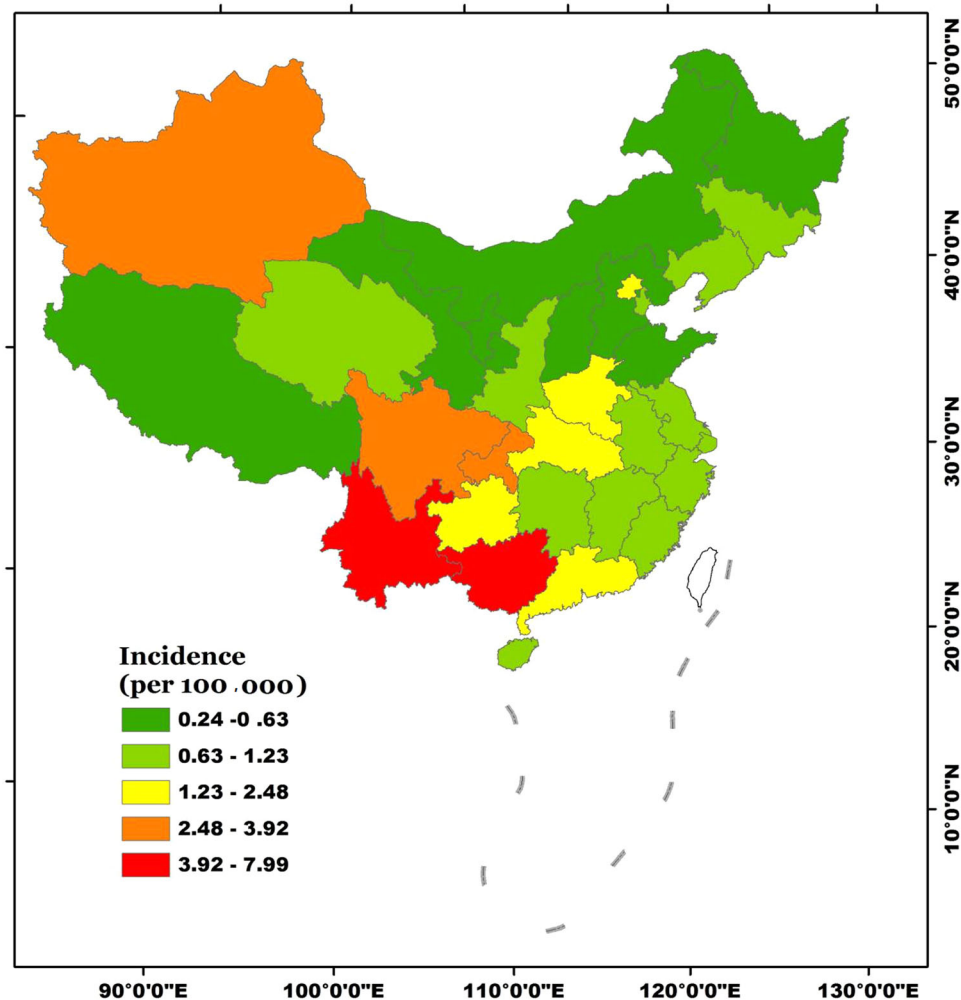 50°0'0"N
40°0'0"N
30°0'0"N
20°0'0"N
10°0'0"N
Incidence
(per 100 ,000)
0.24 -0 .63
0.63 - 1.23
1.23 - 2.48
2.48 - 3.92
3.92 - 7.99
90°0'0"E
100°0'0"E
110°0'0"E
120°0'0"E
130°0'0"E